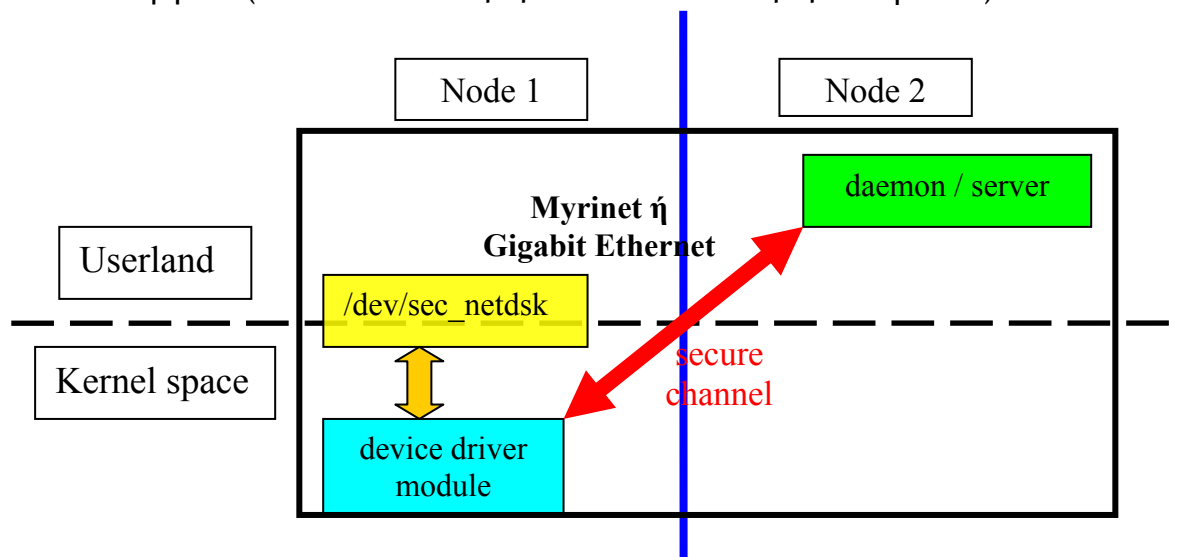 Node 1
Node 2
daemon / server
Myrinet ή
Gigabit Ethernet
Userland
/dev/sec_netdsk
secure
channel
Kernel space
device driver
module